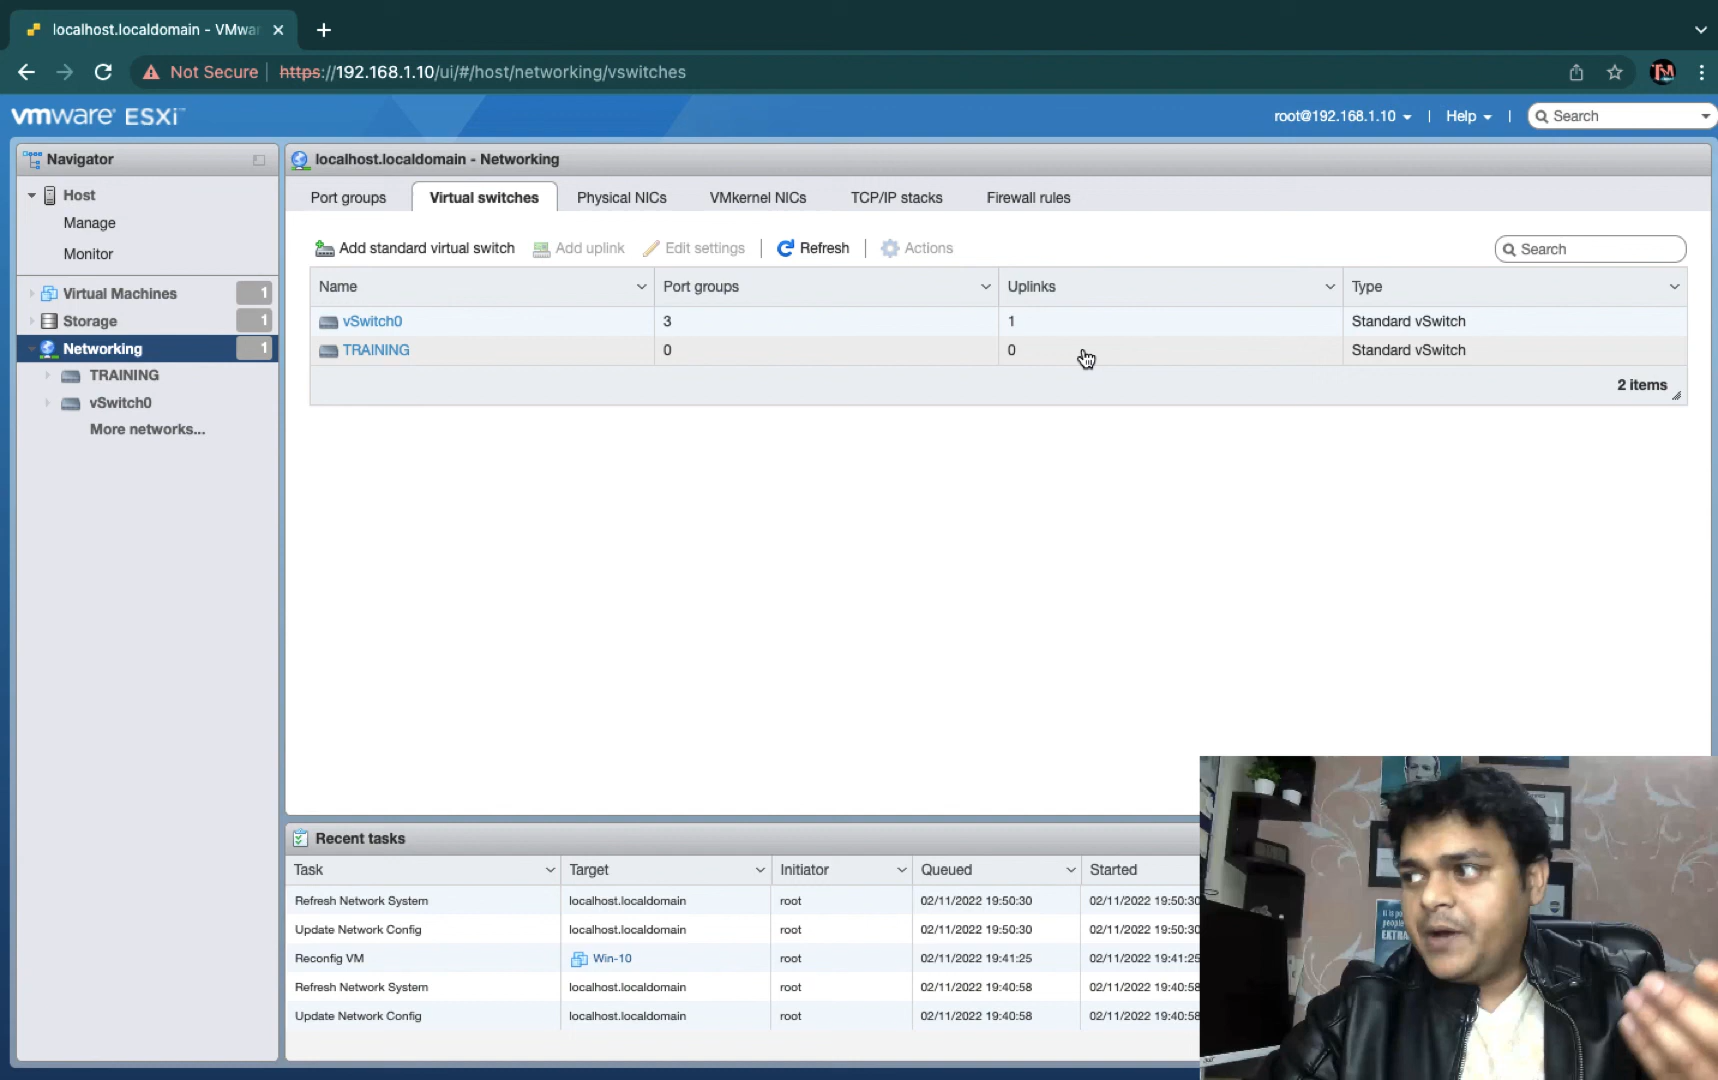 localhost.localdomain - VMwa
Not Secure | https://192.168.1.10/ui/#/host/networking/vswitches
TM
vmware ESXi™
root@192.168.1.10 | Help | Search
Navigator
Host
Manage
Monitor
Virtual Machines 1
Storage 1
Networking 1
TRAINING
vSwitch0
More networks...
localhost.localdomain - Networking
Port groups Virtual switches Physical NICs VMkernel NICs TCP/IP stacks Firewall rules
Add standard virtual switch Add uplink Edit settings | Refresh | Actions Search
Name Port groups Uplinks Type
vSwitch0 3 1 Standard vSwitch
TRAINING 0 0 Standard vSwitch
2 items
Recent tasks
Task Target Initiator Queued Started
Refresh Network System localhost.localdomain root 02/11/2022 19:50:30 02/11/2022 19:50:30
Update Network Config localhost.localdomain root 02/11/2022 19:50:30 02/11/2022 19:50:30
Reconfig VM Win-10 root 02/11/2022 19:41:25 02/11/2022 19:41:25
Refresh Network System localhost.localdomain root 02/11/2022 19:40:58 02/11/2022 19:40:58
Update Network Config localhost.localdomain root 02/11/2022 19:40:58 02/11/2022 19:40:58